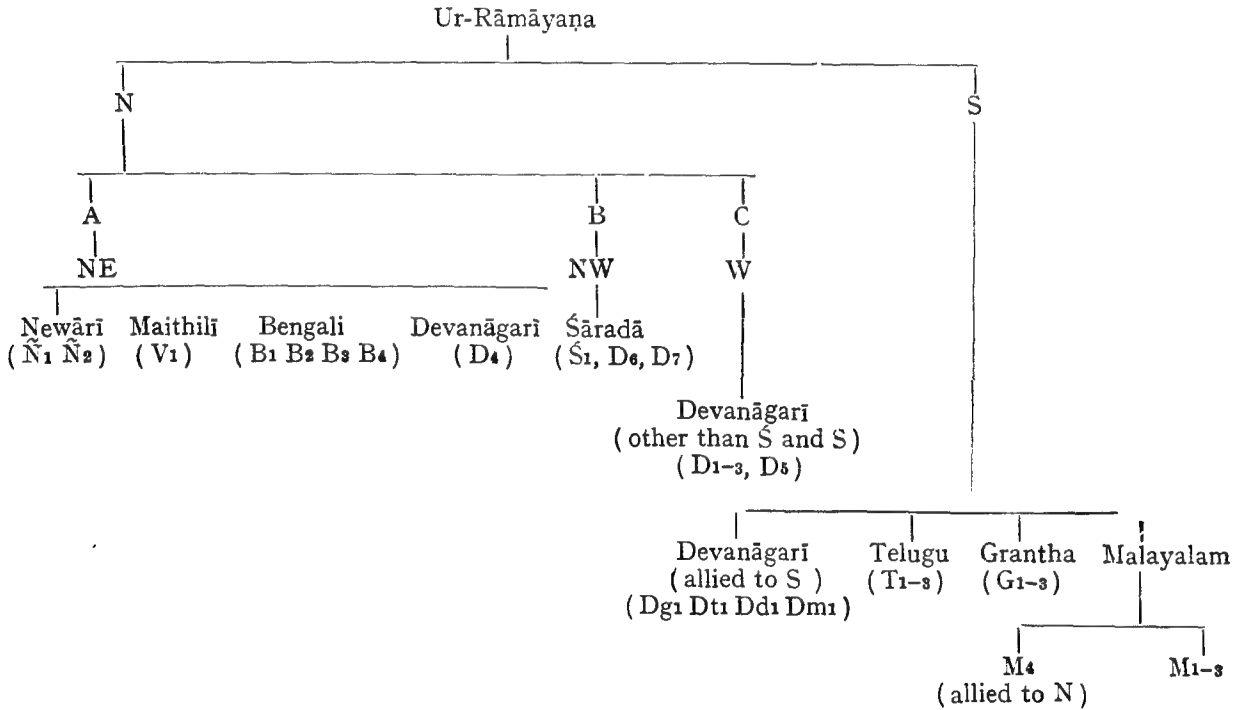 Ur-Rāmāyaṇa
N S
A B C
NE NW W
Newārī Maithilī Bengali Devanāgarī Śāradā
( Ñ1 Ñ2 ) ( V1 ) ( B1 B2 B3 B4 ) ( D4 ) ( Ś1, D6, D7 )
Devanāgarī
( other than Ś and S )
( D1-3, D5 )
Devanāgarī Telugu Grantha Malayalam
( allied to S ) ( T1-3 ) ( G1-3 )
( Dg1 Dt1 Dd1 Dm1 )
M4 M1-3
( allied to N )